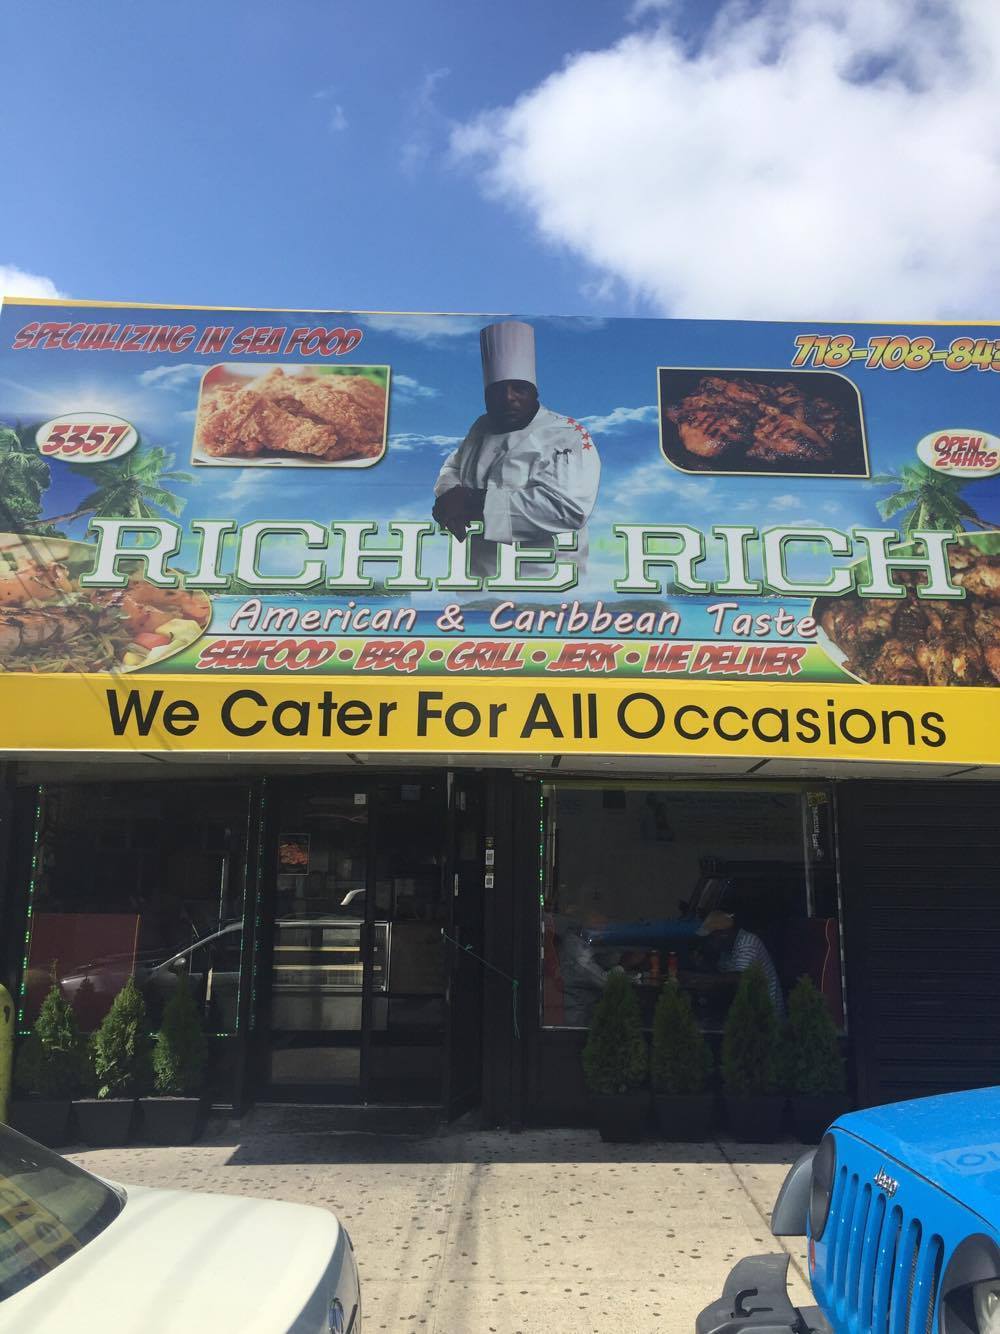 SPECIALIZING IN SEA FOOD
718-708-84
3357
OPEN
24HRS
RICHIE RICH
American & Caribbean Taste
SEAFOOD • BBQ • GRILL • JERK • WE DELIVER
We Cater For All Occasions
Jeep